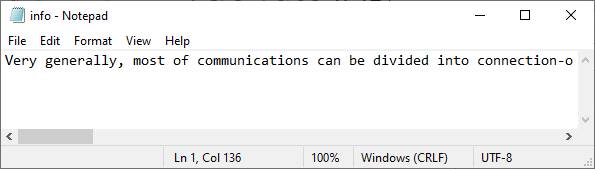 info - Notepad
File Edit Format View Help
Very generally, most of communications can be divided into connection-o
Ln 1, Col 136 100% Windows (CRLF) UTF-8